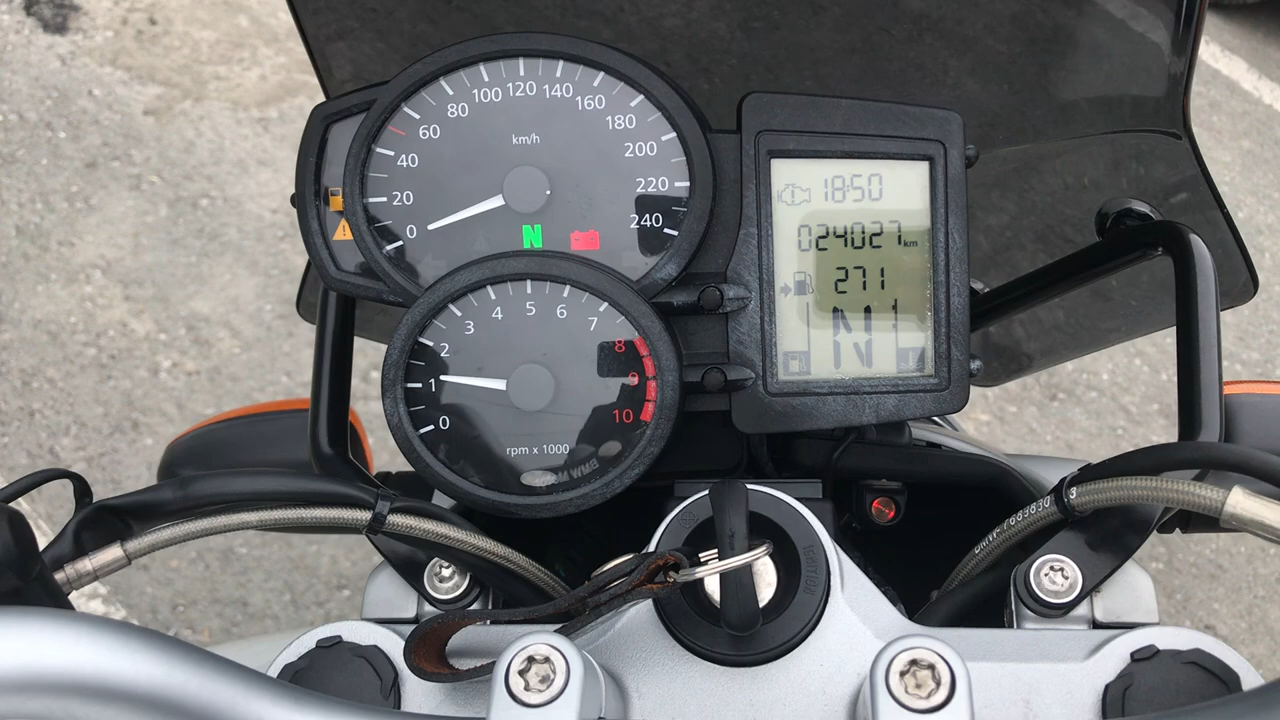 0 20 40 60 80 100 120 140 160 180 200 220 240
km/h
N
0 1 2 3 4 5 6 7 8 9 10
rpm x 1000
18:50
024027 km
271
N
IGNITION